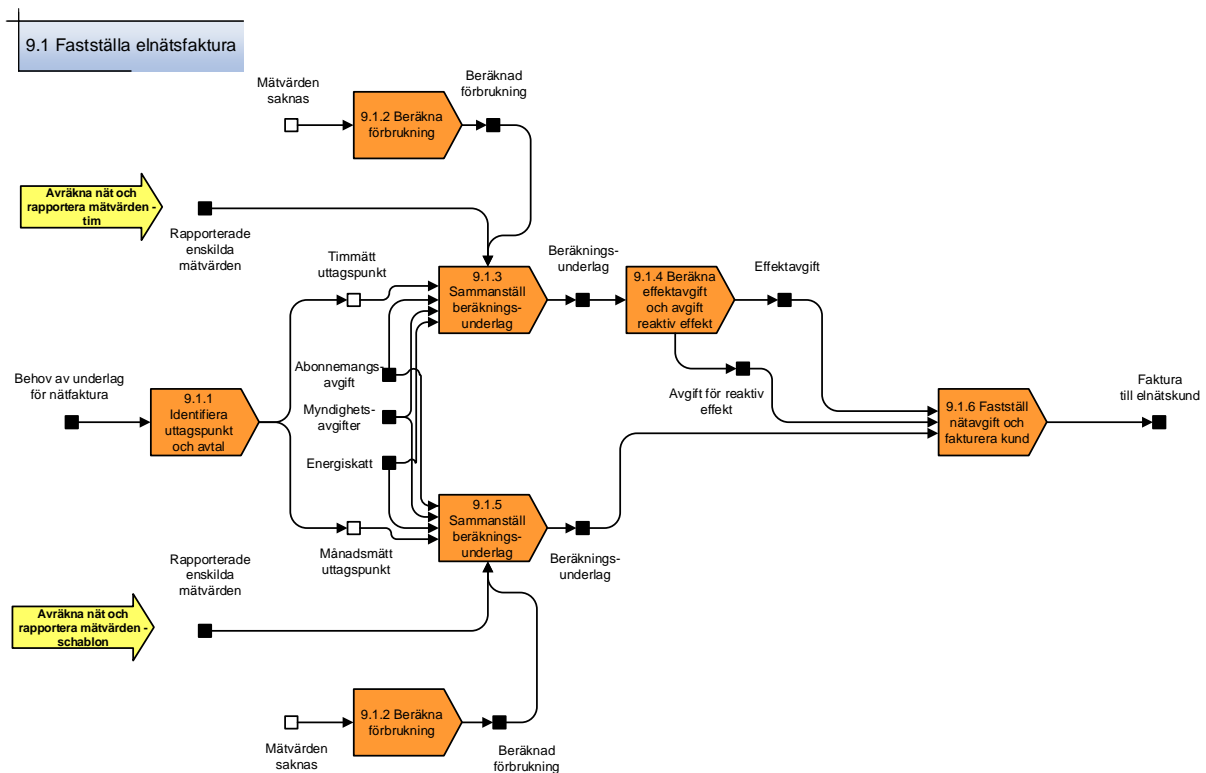 9.1 Fastställa elnätsfaktura
Mätvärden
saknas
9.1.2 Beräkna
förbrukning
Beräknad
förbrukning
Avräkna nät och
rapportera mätvärden -
tim
Rapporterade
enskilda
mätvärden
Timmätt
uttagspunkt
9.1.3
Sammanställ
beräknings-
underlag
Beräknings-
underlag
9.1.4 Beräkna
effektavgift
och avgift
reaktiv effekt
Effektavgift
Behov av underlag
för nätfaktura
9.1.1
Identifiera
uttagspunkt
och avtal
Abonnemangs-
avgift
Myndighets-
avgifter
Energiskatt
Avgift för reaktiv
effekt
9.1.6 Fastställ
nätavgift och
fakturera kund
Faktura
till elnätskund
Månadsmätt
uttagspunkt
9.1.5
Sammanställ
beräknings-
underlag
Beräknings-
underlag
Rapporterade
enskilda
mätvärden
Avräkna nät och
rapportera mätvärden -
schablon
Mätvärden
saknas
9.1.2 Beräkna
förbrukning
Beräknad
förbrukning